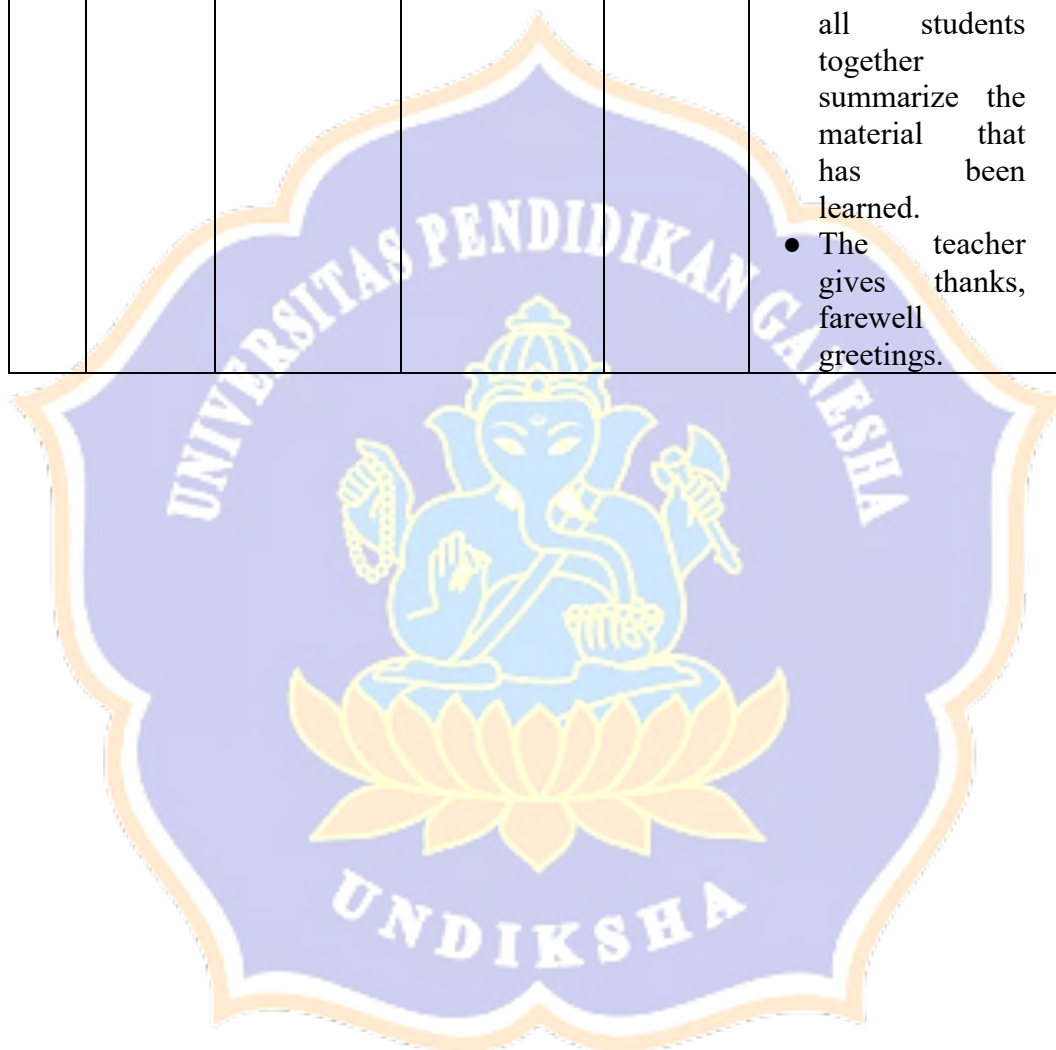 all students
together
summarize the
material that
has been
learned.
● The teacher
gives thanks,
farewell
greetings.
UNIVERSITAS PENDIDIKAN GANESHA
UNDIKSHA